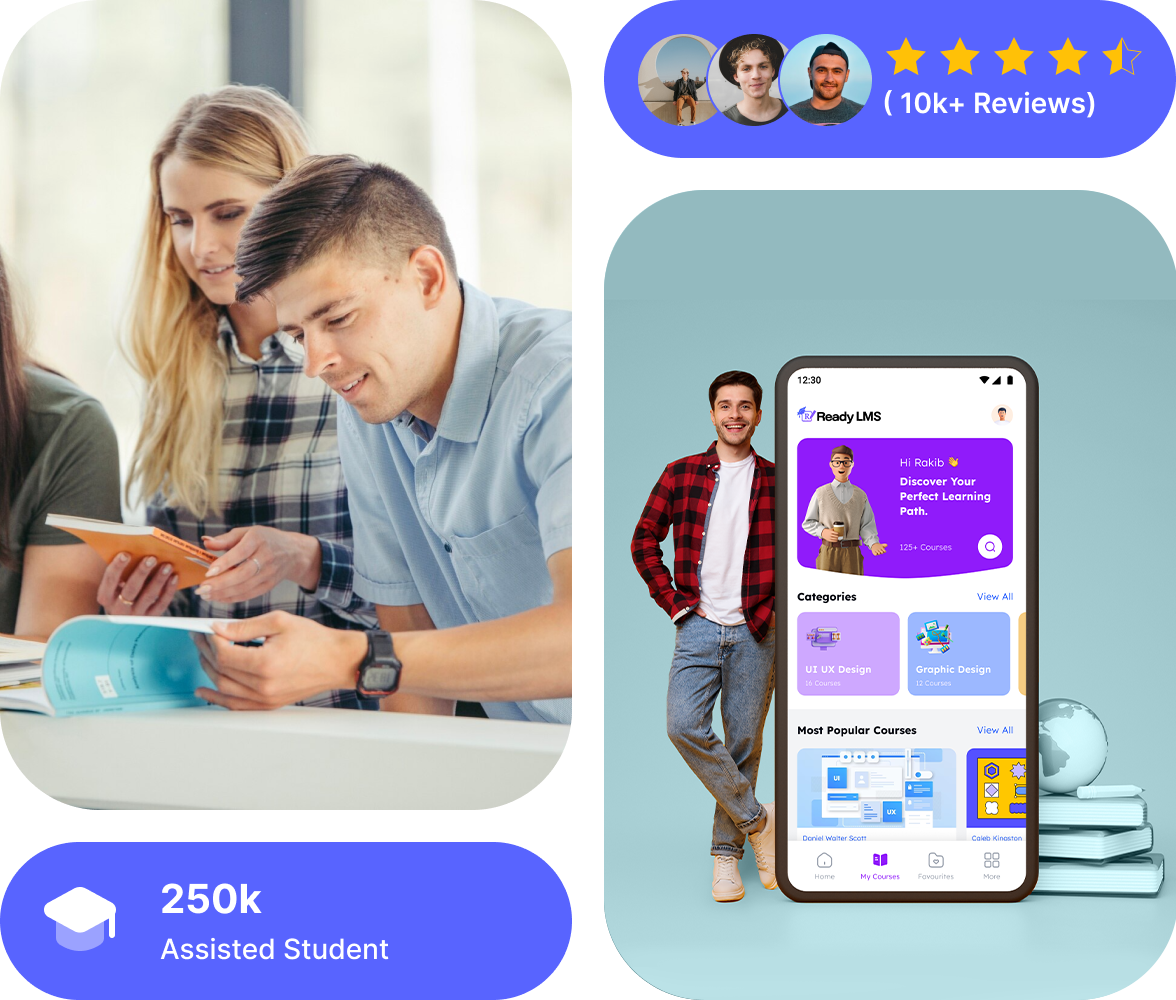 ( 10k+ Reviews)
12:30
Ready LMS
Hi Rakib 👋
Discover Your
Perfect Learning
Path.
125+ Courses
Categories
View All
UI UX Design
16 Courses
Graphic Design
12 Courses
Most Popular Courses
View All
UI
UX
Daniel Walter Scott
Caleb Kingston
Home
My Courses
Favourites
More
250k
Assisted Student